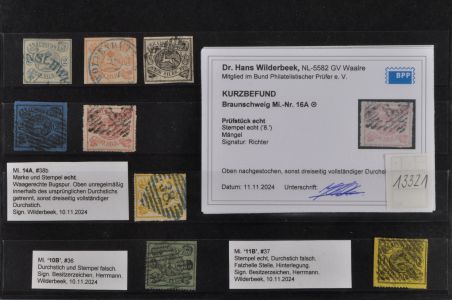 Dr. Hans Wilderbeek, NL-5582 GV Waalre
Mitglied im Bund Philatelistischer Prüfer e. V.
BPP
KURZBEFUND
Braunschweig Mi.-Nr. 16A
Prüfstück echt
Stempel echt ('8.')
Mängel
Signatur: Richter
Oben nachgestochen, sonst dreiseitig vollständiger Durchstich.
Datum: 11.11.2024
13321
Mi. 14A, #38b
Marke und Stempel echt
Waagerechte Bugspur. Oben unregelmäßig
innerhalb des ursprünglichen Durchstichs
getrennt, sonst dreiseitig vollständiger
Durchstich.
Sign. Wilderbeek, 10.11.2024
Mi. '10B', #36
Durchstich und Stempel falsch.
Sign. Besitzerzeichen, Herrmann.
Wilderbeek, 10.11.2024
Mi. '11B', #37
Stempel echt, Durchstich falsch.
Falzhelle Stelle, Hinterlegung.
Sign. Besitzerzeichen, Herrmann.
Wilderbeek, 10.11.2024